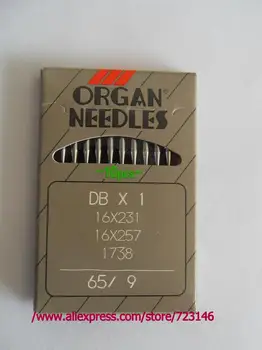 ORGAN
NEEDLES
DB X 1
16X231
16X257
1738
65/ 9
www.aliexpress.com/store/723146